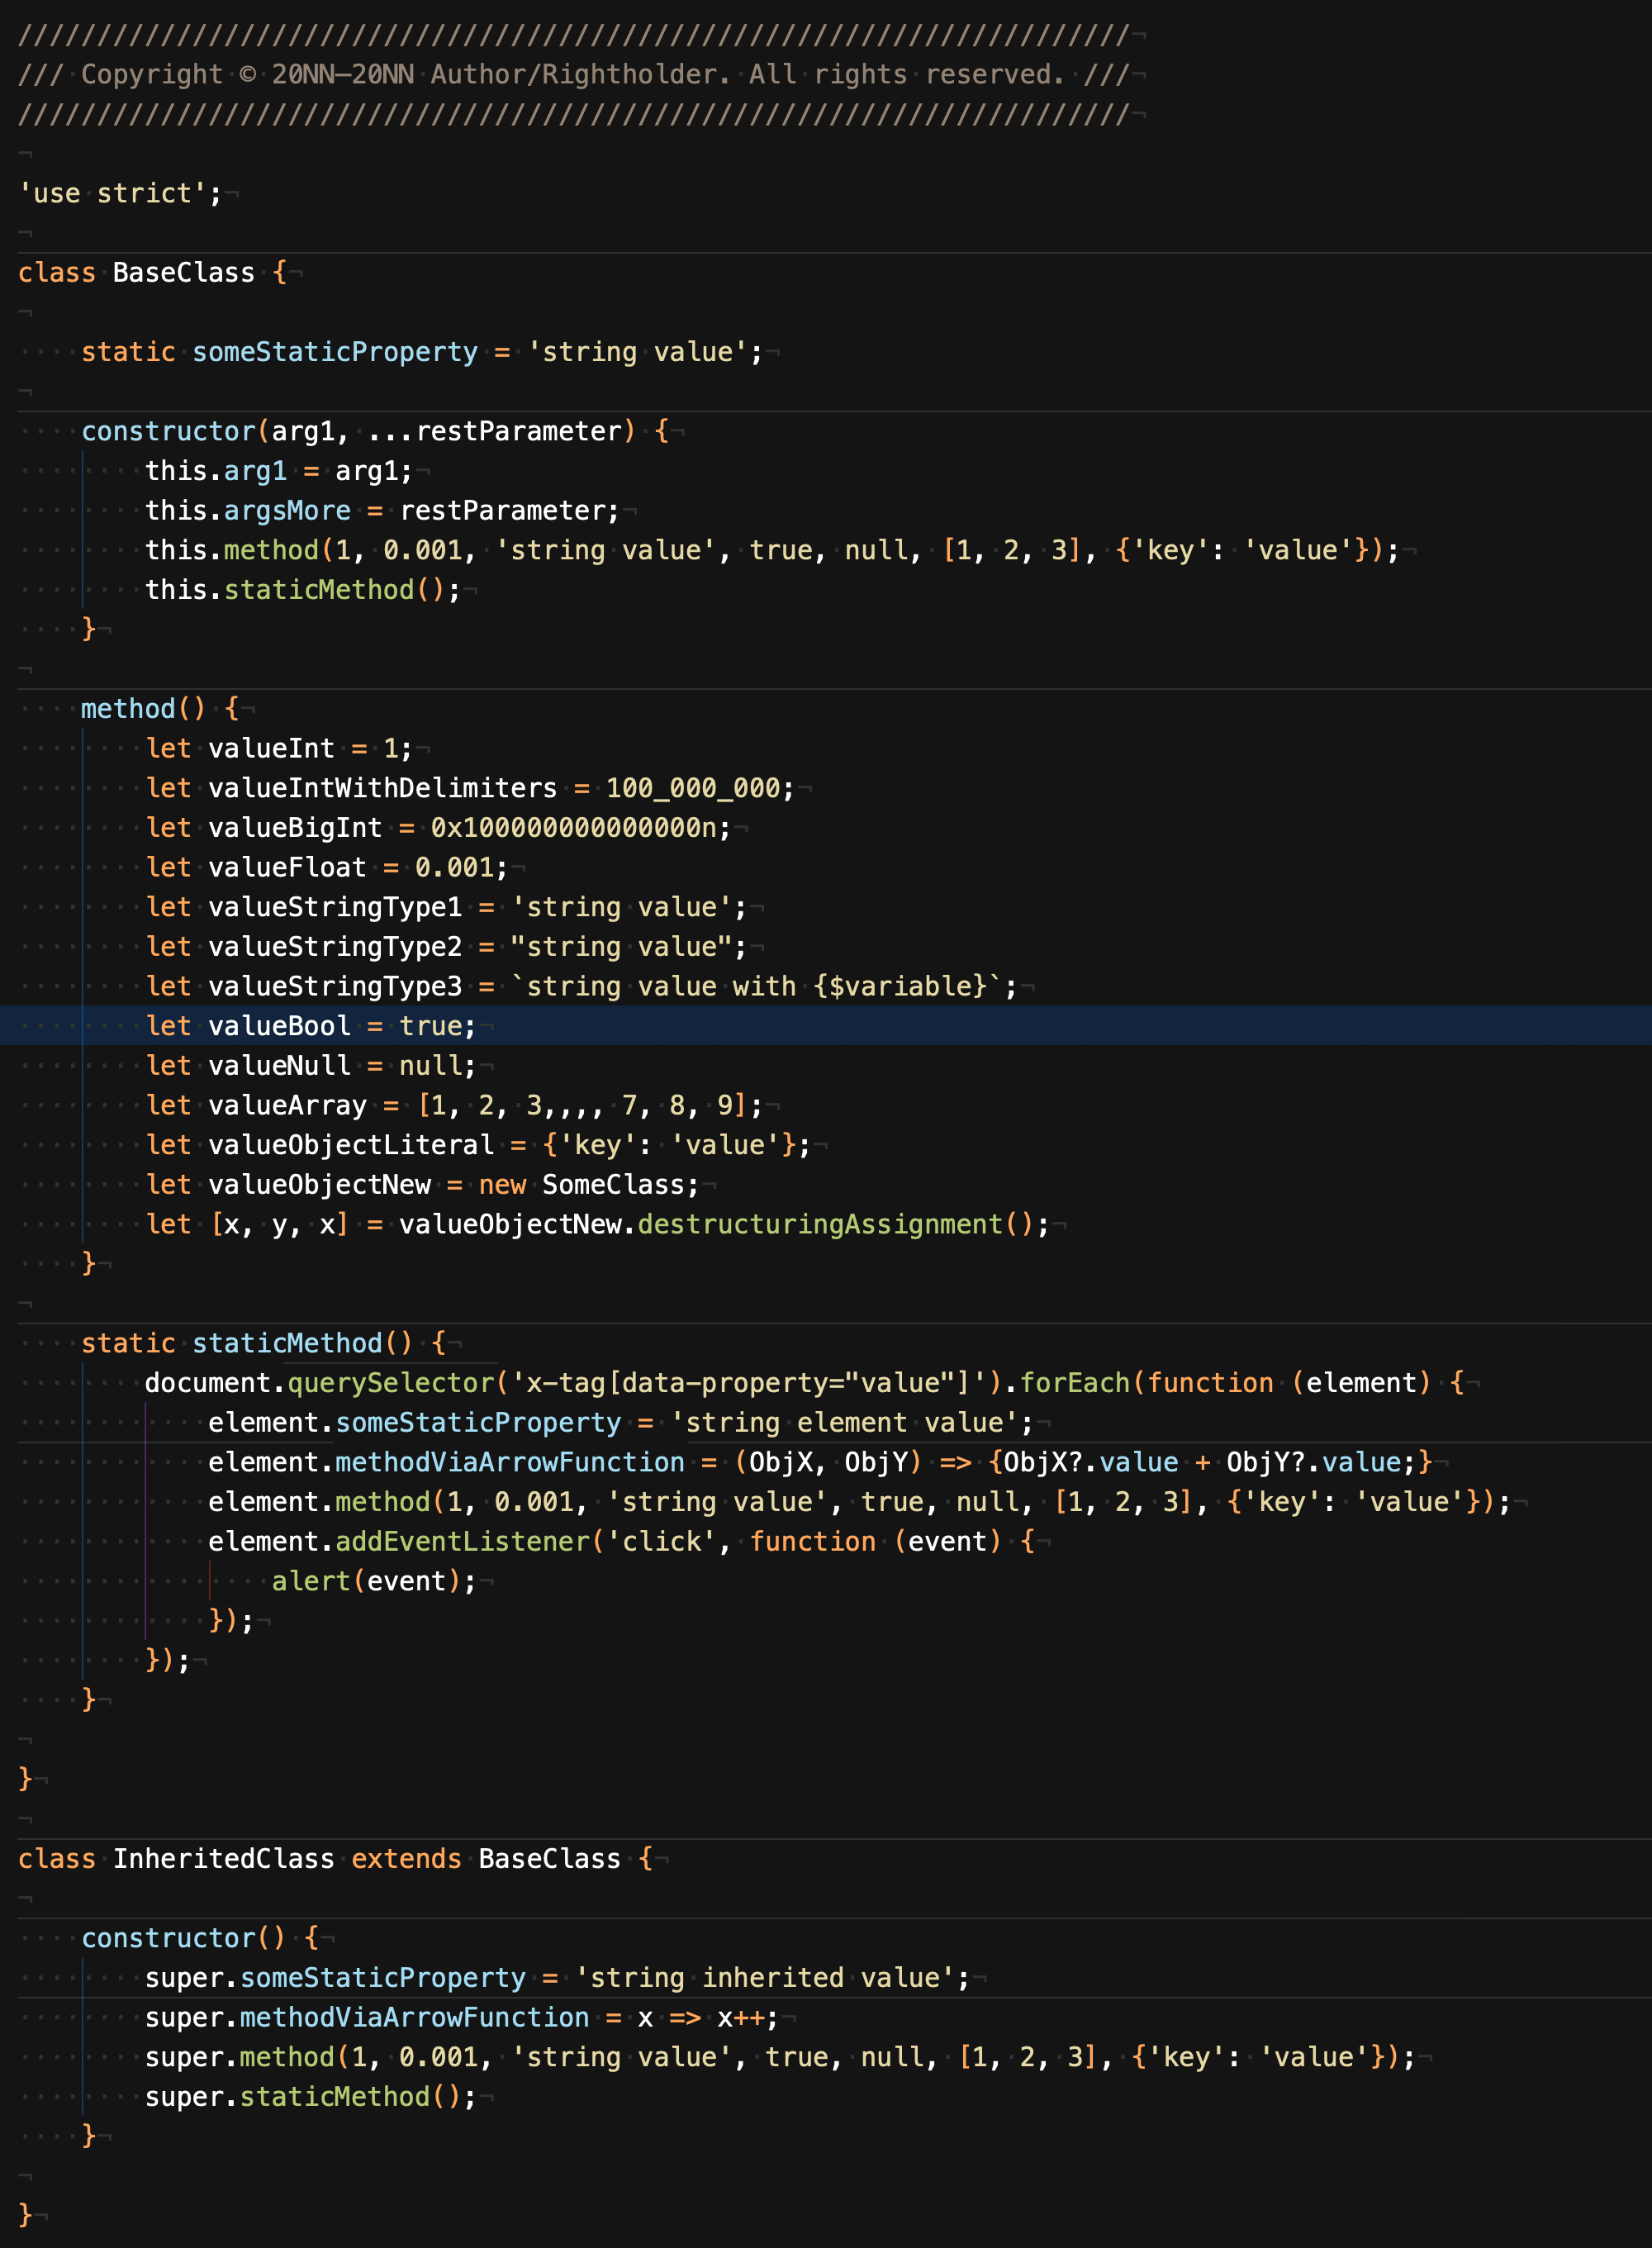 //////////////////////////////////////////////////////////////////////
/// Copyright © 20NN—20NN Author/Rightholder. All rights reserved. ///
//////////////////////////////////////////////////////////////////////

'use strict';

class BaseClass {

    static someStaticProperty = 'string value';

    constructor(arg1, ...restParameter) {
        this.arg1 = arg1;
        this.argsMore = restParameter;
        this.method(1, 0.001, 'string value', true, null, [1, 2, 3], {'key': 'value'});
        this.staticMethod();
    }

    method() {
        let valueInt = 1;
        let valueIntWithDelimiters = 100_000_000;
        let valueBigInt = 0x100000000000000n;
        let valueFloat = 0.001;
        let valueStringType1 = 'string value';
        let valueStringType2 = "string value";
        let valueStringType3 = `string value with {$variable}`;
        let valueBool = true;
        let valueNull = null;
        let valueArray = [1, 2, 3,,,, 7, 8, 9];
        let valueObjectLiteral = {'key': 'value'};
        let valueObjectNew = new SomeClass;
        let [x, y, x] = valueObjectNew.destructuringAssignment();
    }

    static staticMethod() {
        document.querySelector('x-tag[data-property="value"]').forEach(function (element) {
            element.someStaticProperty = 'string element value';
            element.methodViaArrowFunction = (ObjX, ObjY) => {ObjX?.value + ObjY?.value;}
            element.method(1, 0.001, 'string value', true, null, [1, 2, 3], {'key': 'value'});
            element.addEventListener('click', function (event) {
                alert(event);
            });
        });
    }

}

class InheritedClass extends BaseClass {

    constructor() {
        super.someStaticProperty = 'string inherited value';
        super.methodViaArrowFunction = x => x++;
        super.method(1, 0.001, 'string value', true, null, [1, 2, 3], {'key': 'value'});
        super.staticMethod();
    }

}